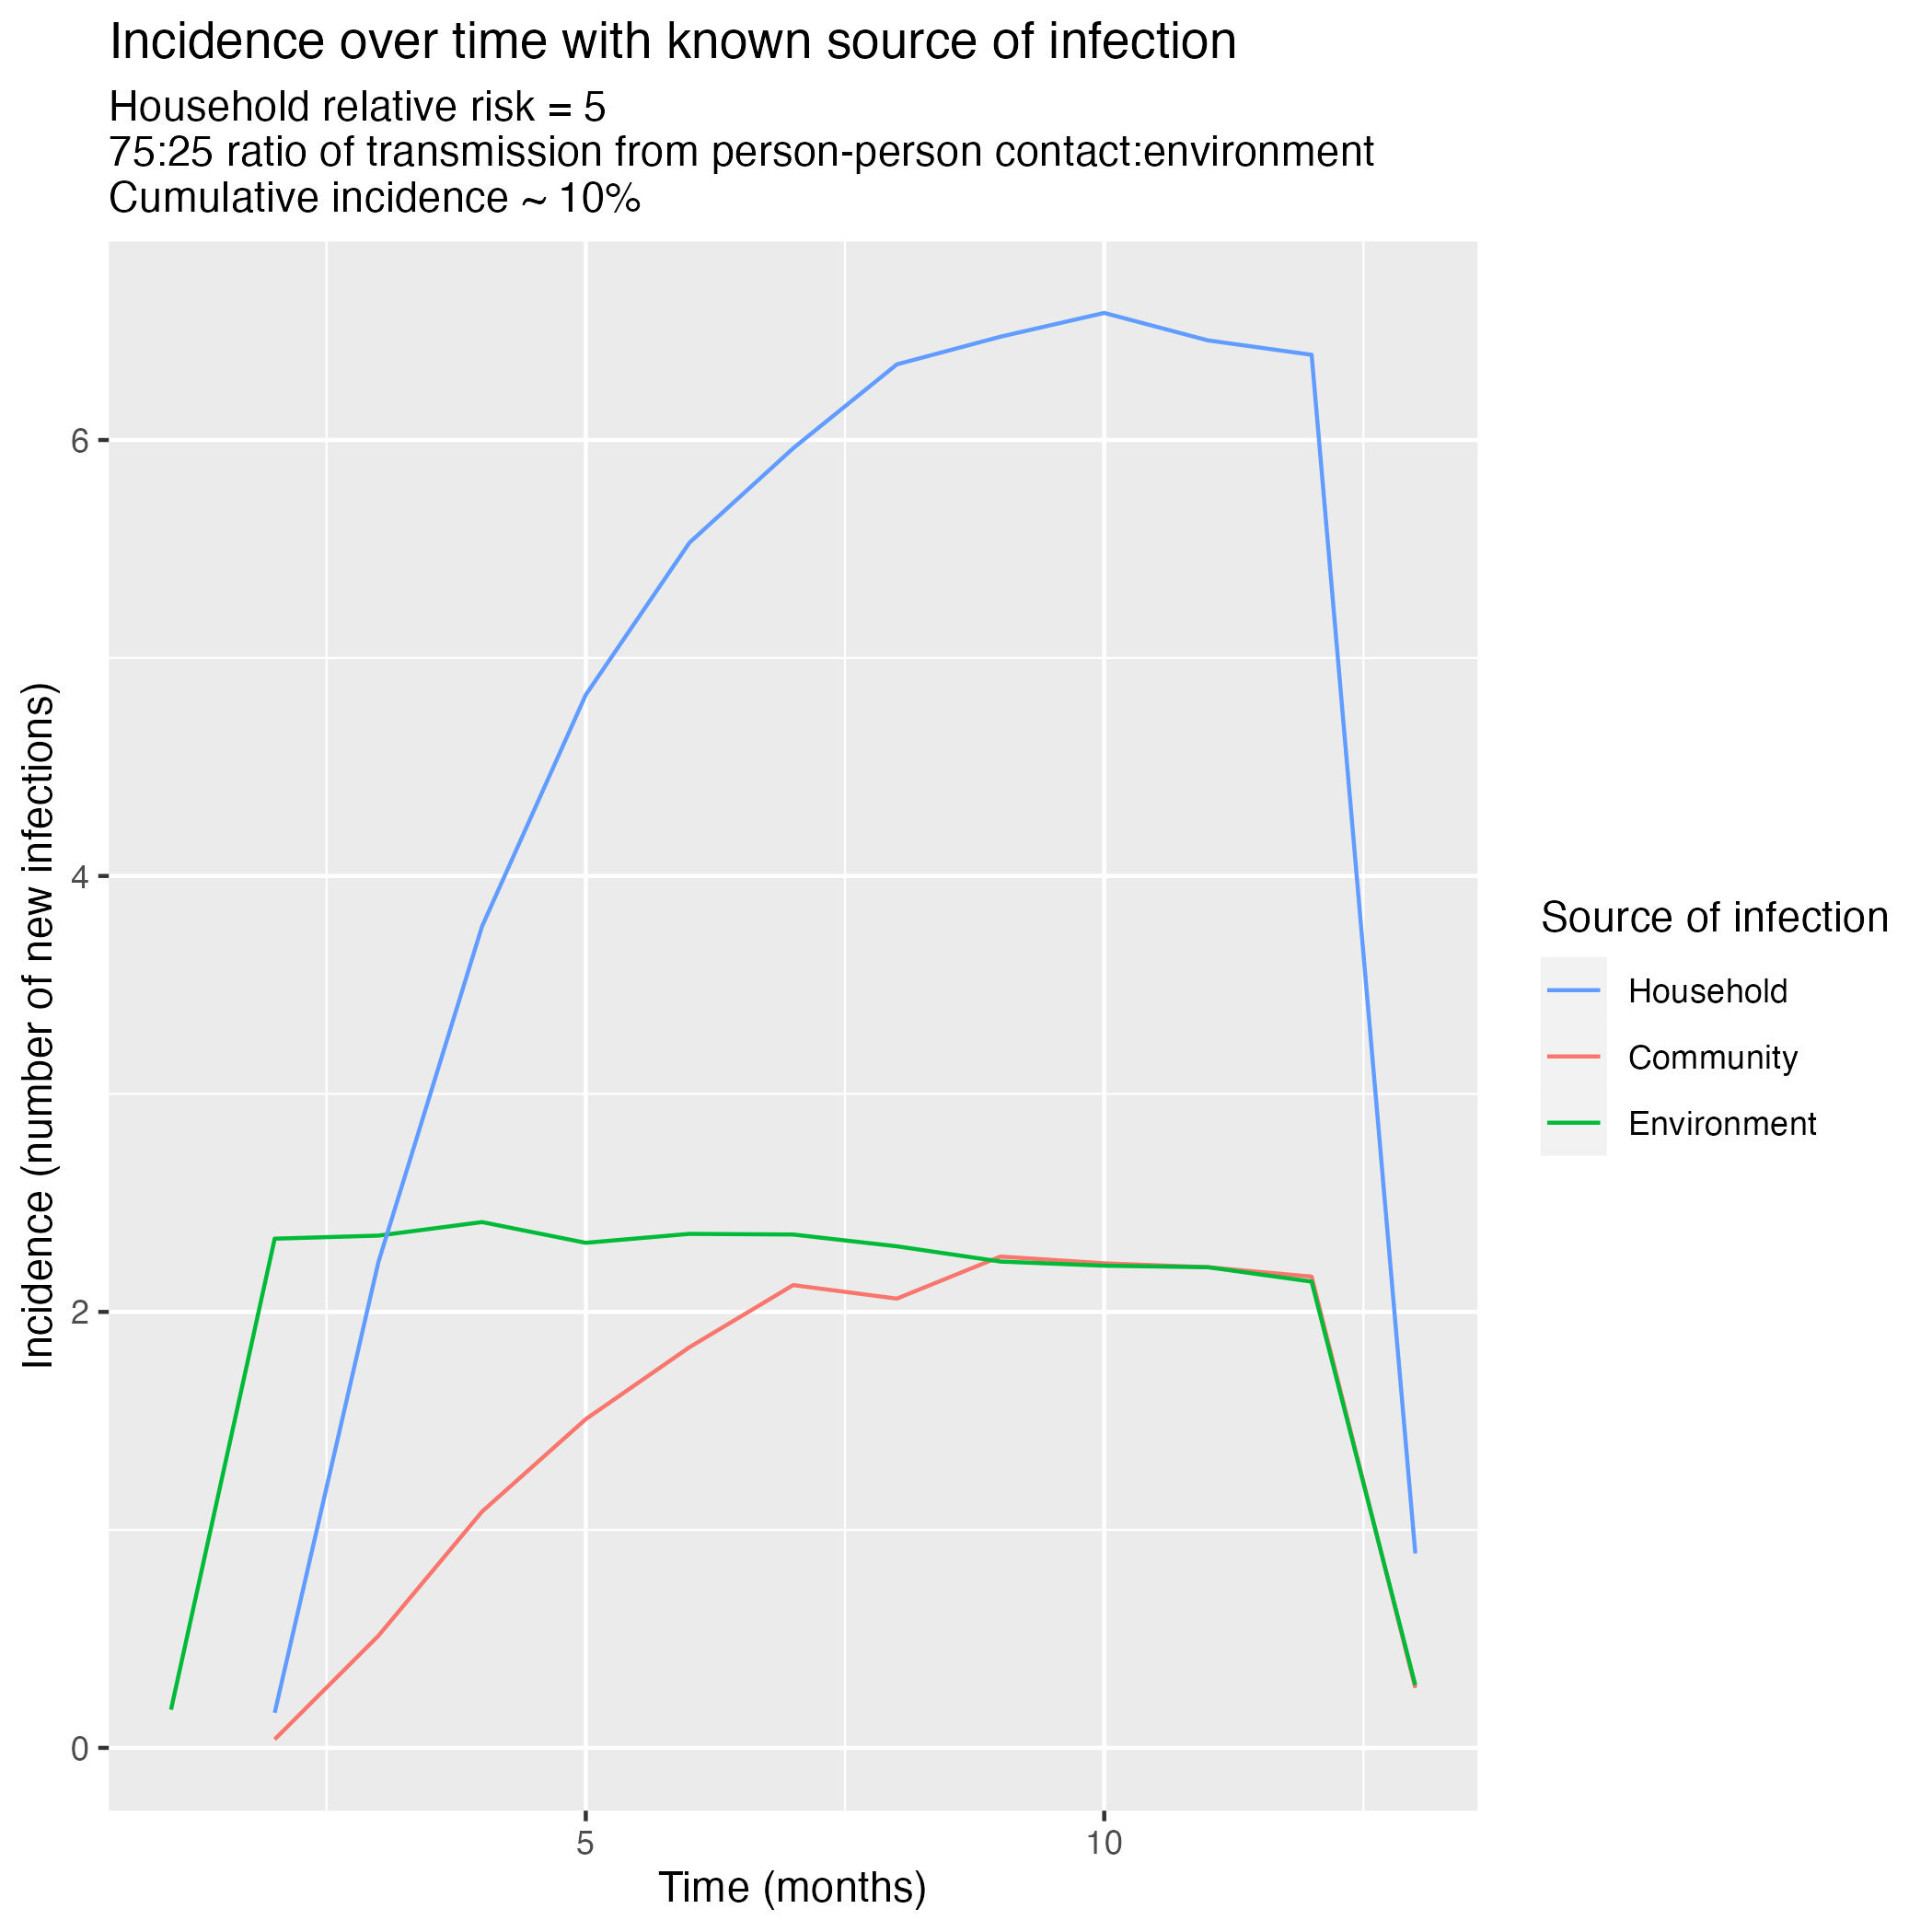 Incidence over time with known source of infection
Household relative risk = 5
75:25 ratio of transmission from person-person contact:environment
Cumulative incidence ~ 10%
Incidence (number of new infections)
6
4
2
0
5
10
Time (months)
Source of infection
Household
Community
Environment